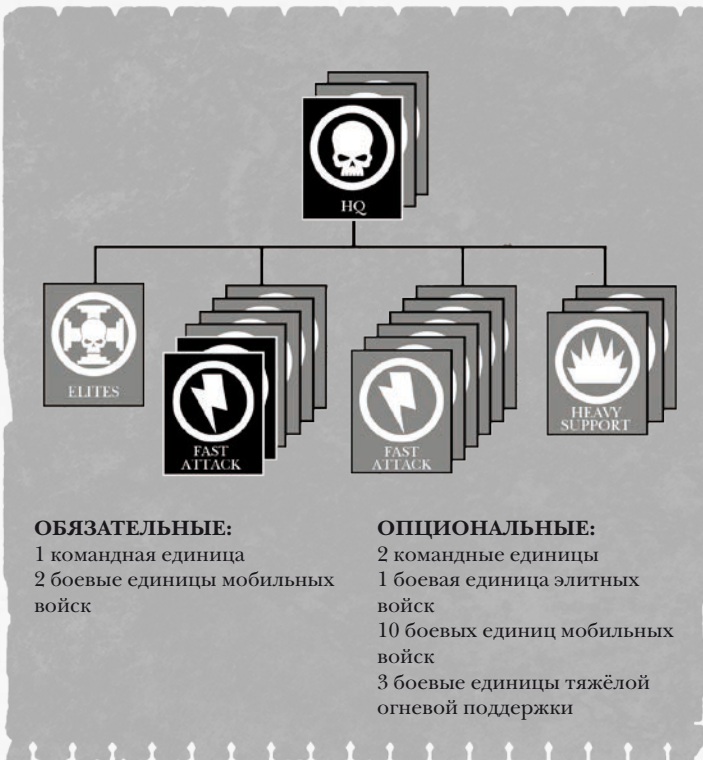 HQ
ELITES
FAST
ATTACK
FAST
ATTACK
HEAVY
SUPPORT
ОБЯЗАТЕЛЬНЫЕ:
1 командная единица
2 боевые единицы мобильных
войск
ОПЦИОНАЛЬНЫЕ:
2 командные единицы
1 боевая единица элитных
войск
10 боевых единиц мобильных
войск
3 боевые единицы тяжёлой
огневой поддержки